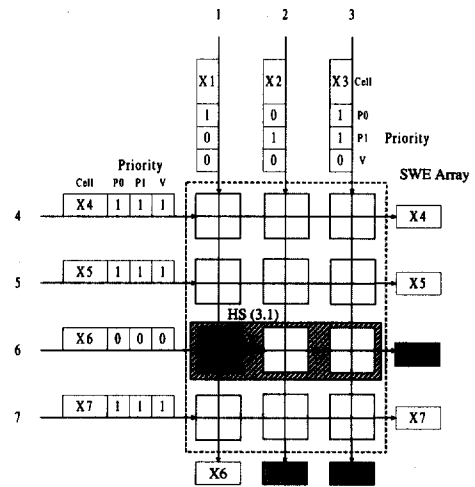 1 2 3
X1 X2 X3 Cell
1 0 1 P0
0 1 1 P1 Priority
0 0 0 V
Priority
SWE Array
Cell P0 P1 V
4 X4 1 1 1 X4
5 X5 1 1 1 X5
HS (3.1)
6 X6 0 0 0
7 X7 1 1 1 X7
X6